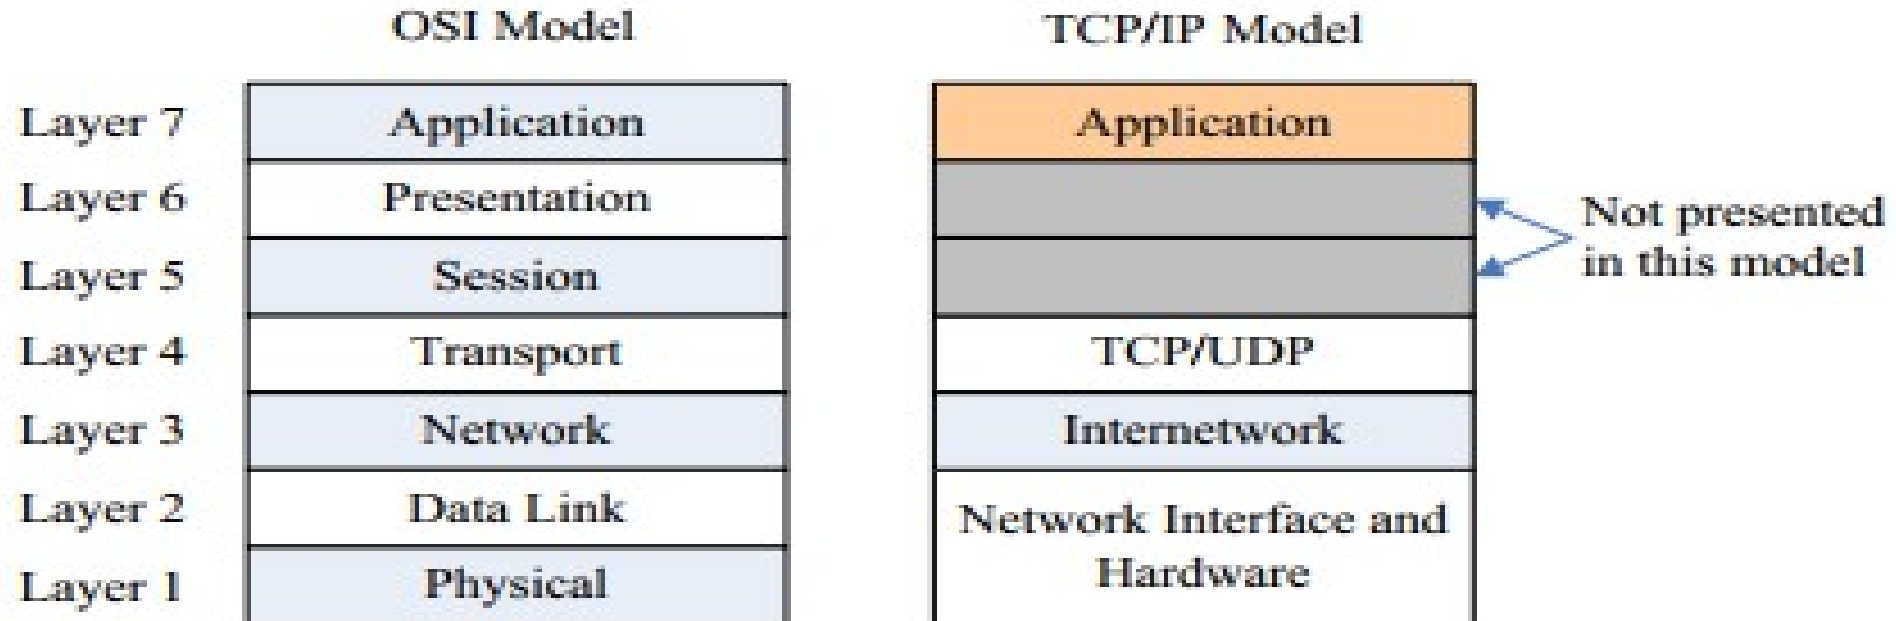 OSI Model
TCP/IP Model
Layer 7
Application
Application
Layer 6
Presentation
Layer 5
Session
Not presented
in this model
Layer 4
Transport
TCP/UDP
Layer 3
Network
Internetwork
Layer 2
Data Link
Network Interface and
Hardware
Layer 1
Physical